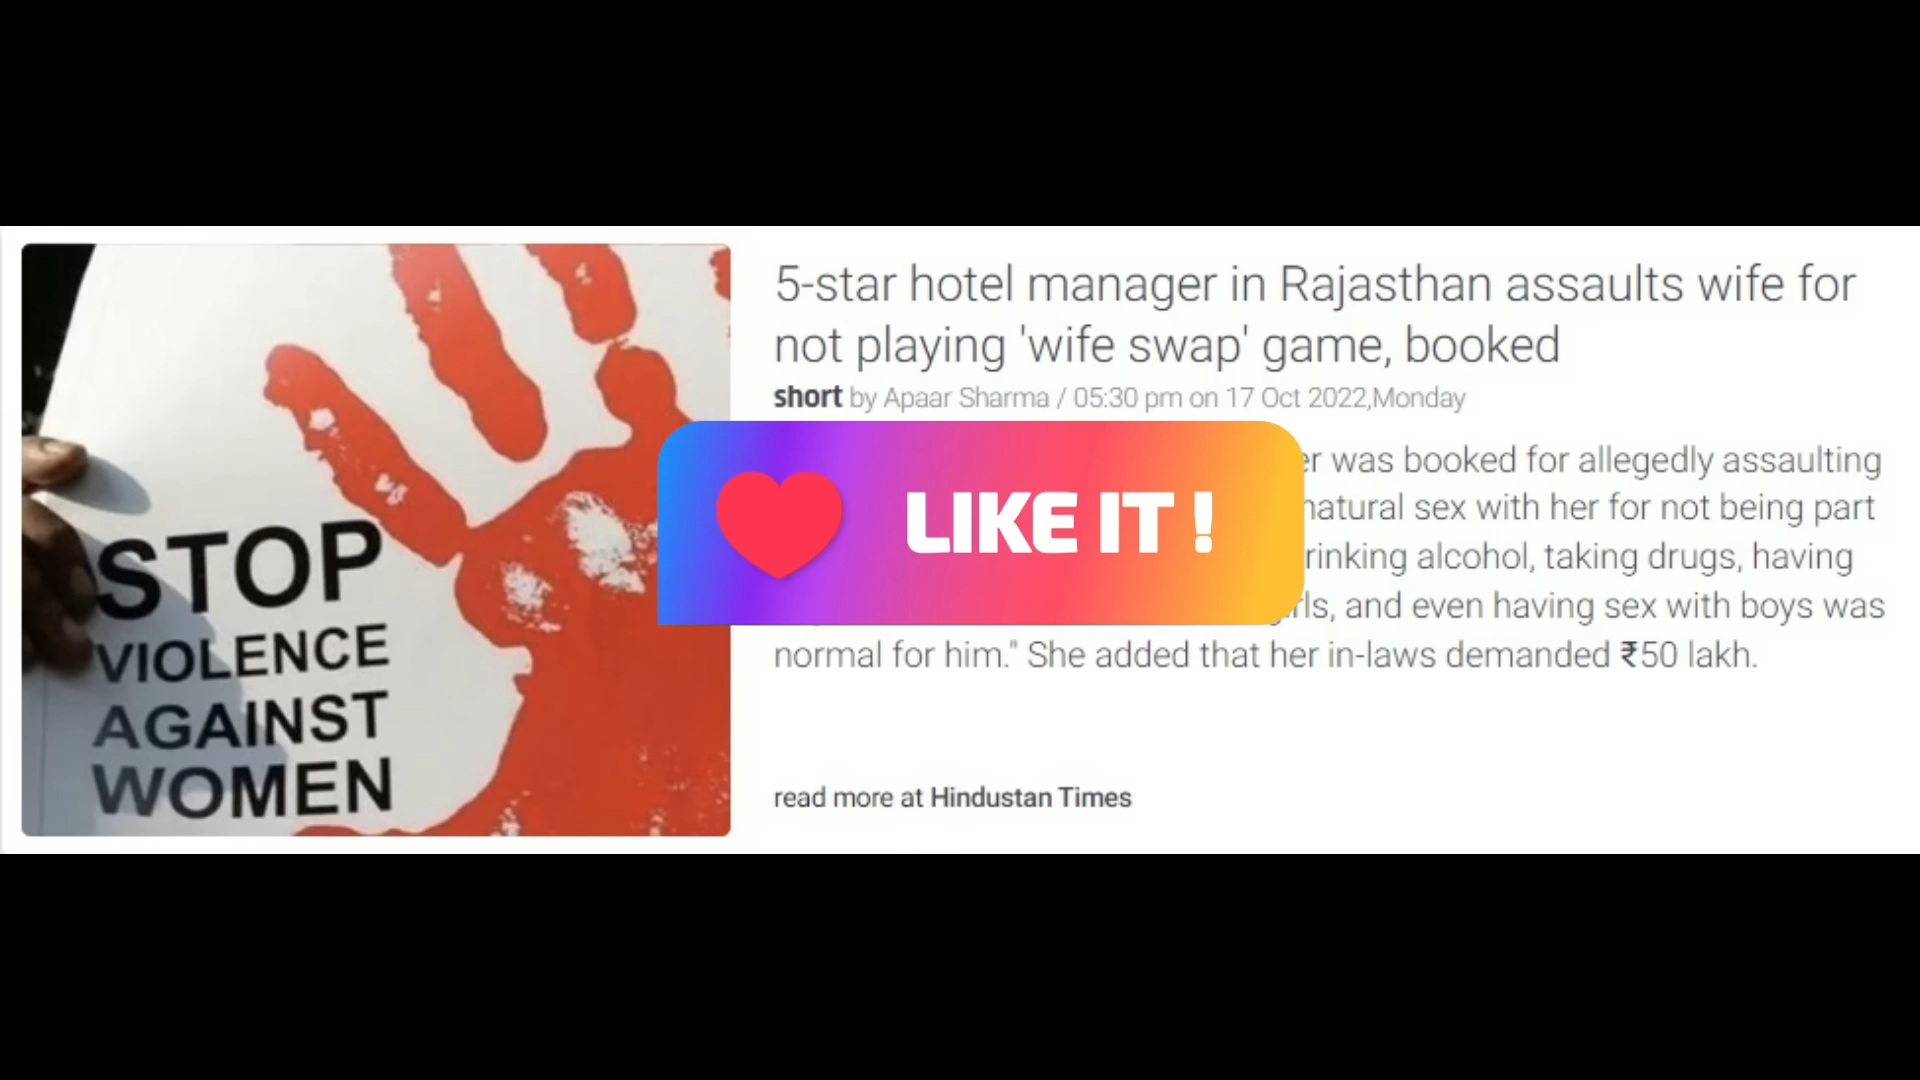 5-star hotel manager in Rajasthan assaults wife for
not playing 'wife swap' game, booked
short by Apaar Sharma / 05:30 pm on 17 Oct 2022,Monday
was booked for allegedly assaulting
sex with her for not being part
alcohol, taking drugs, having
and even having sex with boys was
normal for him." She added that her in-laws demanded ₹50 lakh.
read more at Hindustan Times
LIKE IT !
STOP
VIOLENCE
AGAINST
WOMEN